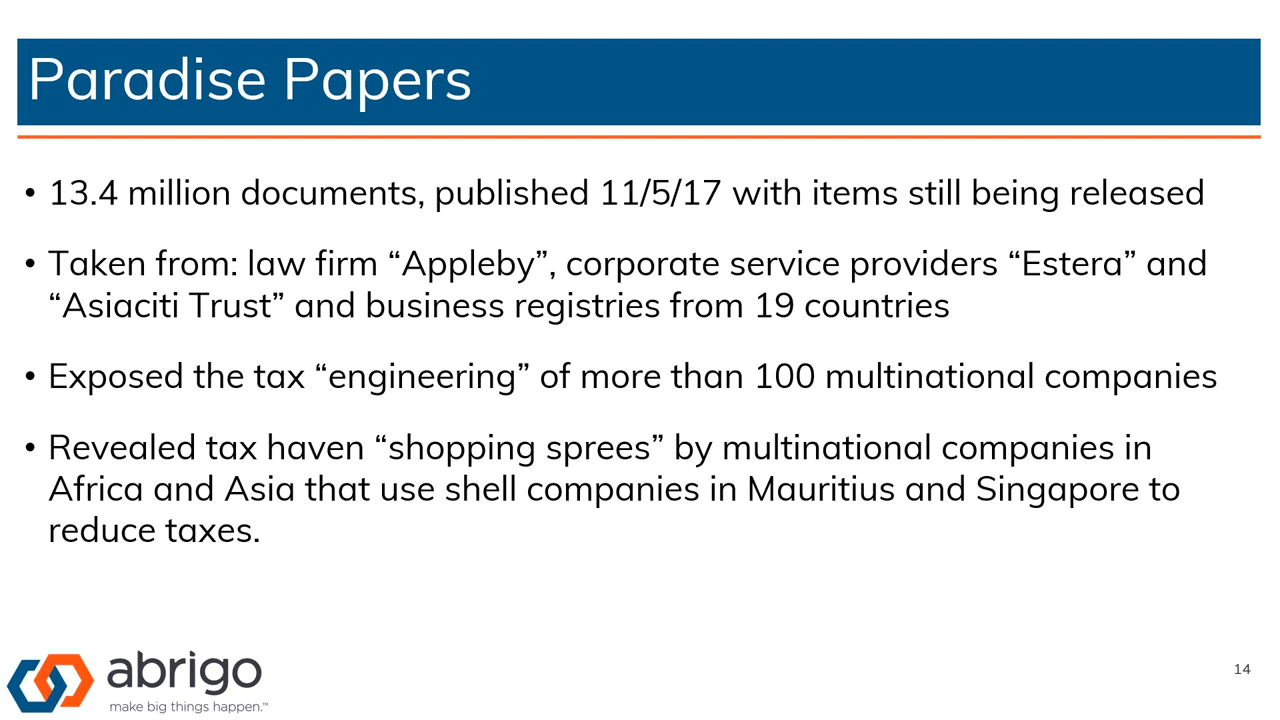 Paradise Papers
• 13.4 million documents, published 11/5/17 with items still being released
• Taken from: law firm “Appleby”, corporate service providers “Estera” and
“Asiaciti Trust” and business registries from 19 countries
• Exposed the tax “engineering” of more than 100 multinational companies
• Revealed tax haven “shopping sprees” by multinational companies in
Africa and Asia that use shell companies in Mauritius and Singapore to
reduce taxes.
abrigo
make big things happen.™
14